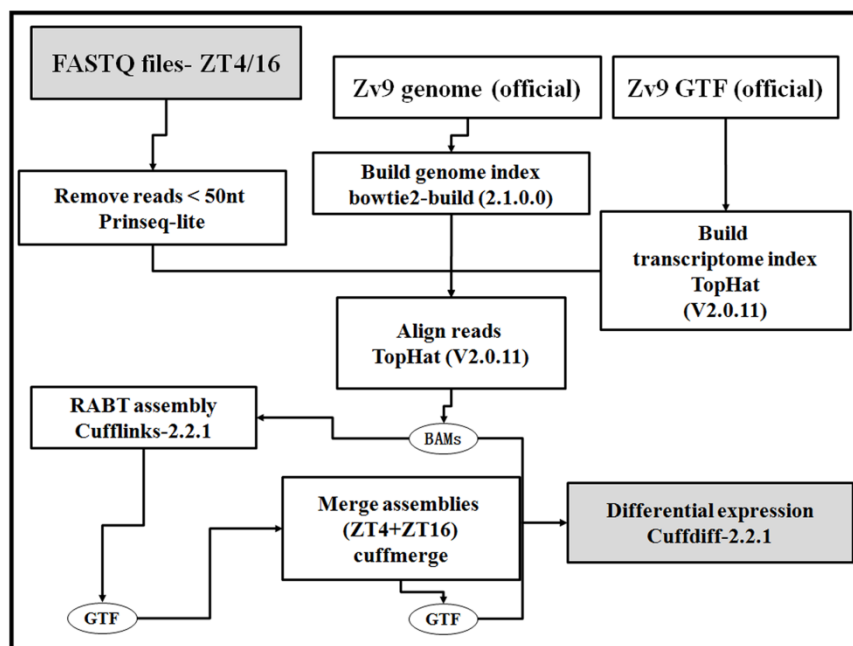 FASTQ files- ZT4/16
Zv9 genome (official)
Zv9 GTF (official)
Remove reads < 50nt
Prinseq-lite
Build genome index
bowtie2-build (2.1.0.0)
Build
transcriptome index
TopHat
(V2.0.11)
Align reads
TopHat (V2.0.11)
RABT assembly
Cufflinks-2.2.1
BAMs
Merge assemblies
(ZT4+ZT16)
cuffmerge
Differential expression
Cuffdiff-2.2.1
GTF
GTF